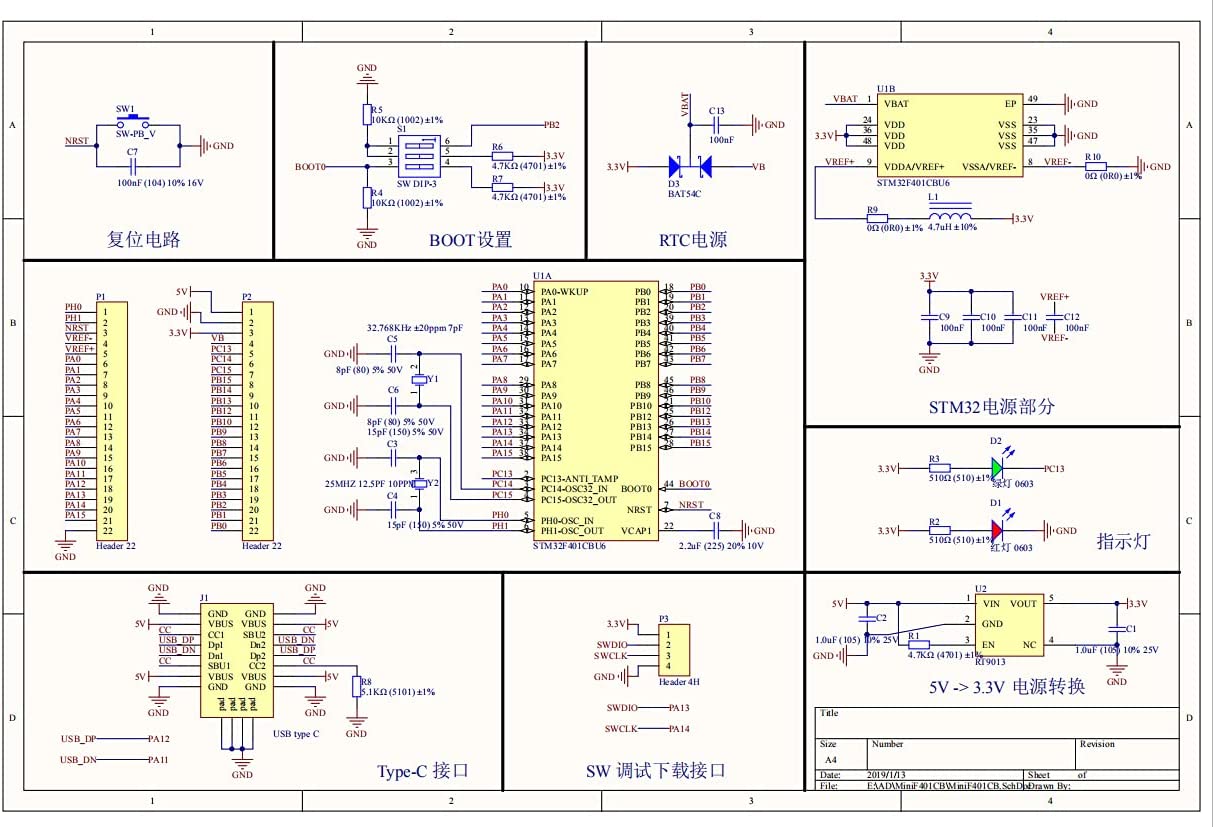 1 2 3 4
A
B
C
D
SW1
SW-PB_V
NRST
GND
C7
100nF (104) 10% 16V
复位电路
GND
R5
10KΩ (1002) ±1%
S1
1 6
2 5
3 4
SW DIP-3
PB2
R6
3.3V
4.7KΩ (4701) ±1%
R7
3.3V
4.7KΩ (4701) ±1%
BOOT0
R4
10KΩ (1002) ±1%
GND
BOOT设置
VBAT
C13
GND
100nF
3.3V
VB
D3
BAT54C
RTC电源
U1B
VBAT 1 VBAT EP 49 GND
24 VDD VSS 23
3.3V 36 VDD VSS 35 GND
48 VDD VSS 47
VREF+ 9 VDDA/VREF+ VSSA/VREF- 8 VREF- R10 GND
0Ω (0R0) ±1%
STM32F401CBU6
R9
0Ω (0R0) ±1%
L1
4.7uH ±10%
3.3V
3.3V
VREF+
C9 C10 C11 C12
100nF 100nF 100nF 100nF
VREF-
GND
STM32电源部分
P1
PH0 1
PH1 2
NRST 3
VREF- 4
VREF+ 5
PA0 6
PA1 7
PA2 8
PA3 9
PA4 10
PA5 11
PA6 12
PA7 13
PA8 14
PA9 15
PA10 16
PA11 17
PA12 18
PA13 19
PA14 20
PA15 21
22
GND
Header 22
P2
5V 1
GND 2
3.3V 3
VB 4
PC13 5
PC14 6
PC15 7
PB15 8
PB14 9
PB13 10
PB12 11
PB10 12
PB9 13
PB8 14
PB7 15
PB6 16
PB5 17
PB4 18
PB3 19
PB2 20
PB1 21
PB0 22
Header 22
32.768KHz ±20ppm 7pF
C5
GND
8pF (80) 5% 50V
2
Y1
1
C6
GND
8pF (80) 5% 50V
15pF (150) 5% 50V
C3
GND
25MHZ 12.5PF 10PPM
3
Y2
1
C4
GND
15pF (150) 5% 50V
U1A
PA0 10 PA0-WKUP PB0 18 PB0
PA1 PA1 PB1 PB1
PA2 PA2 PB2 PB2
PA3 PA3 PB3 PB3
PA4 PA4 PB4 PB4
PA5 PA5 PB5 PB5
PA6 PA6 PB6 PB6
PA7 PA7 PB7 PB7
PA8 29 PA8 PB8 45 PB8
PA9 PA9 PB9 PB9
PA10 PA10 PB10 PB10
PA11 PA11 PB12 PB12
PA12 PA12 PB13 PB13
PA13 PA13 PB14 PB14
PA14 PA14 PB15 PB15
PA15 PA15
PC13 2 PC13-ANTI_TAMP
PC14 PC14-OSC32_IN BOOT0 44 BOOT0
PC15 4 PC15-OSC32_OUT
NRST 7 NRST
PH0 5 PH0-OSC_IN
PH1 6 PH1-OSC_OUT VCAP1 22
STM32F401CBU6
C8
GND
2.2uF (225) 20% 10V
D2
3.3V R3 PC13
510Ω (510) ±1%
绿灯 0603
D1
3.3V R2 GND
510Ω (510) ±1%
红灯 0603
指示灯
GND GND
J1
GND GND
5V VBUS VBUS 5V
CC CC1 SBU2 CC
USB_DP Dp1 Dn2 USB_DN
USB_DN Dn1 Dp2 USB_DP
CC SBU1 CC2 CC
5V VBUS VBUS 5V
GND GND
GND GND
pad pad pad pad
R8
5.1KΩ (5101) ±1%
GND
USB type C
GND
USB_DP PA12
USB_DN PA11
Type-C 接口
P3
3.3V 1
SWDIO 2
SWCLK 3
GND 4
Header 4H
SWDIO PA13
SWCLK PA14
SW 调试下载接口
U2
5V 1 VIN VOUT 5 3.3V
C2
2 GND
C1
1.0uF (105) 10% 25V
R1
3 EN NC 4
1.0uF (105) 10% 25V
GND
4.7KΩ (4701) ±1%
RT9013
GND
5V -> 3.3V 电源转换
Title
Size Number Revision
A4
Date: 2019/1/13 Sheet of
File: E:\AD\MiniF401CB\MiniF401CB.SchDoc Drawn By:
A
B
C
D
1 2 3 4